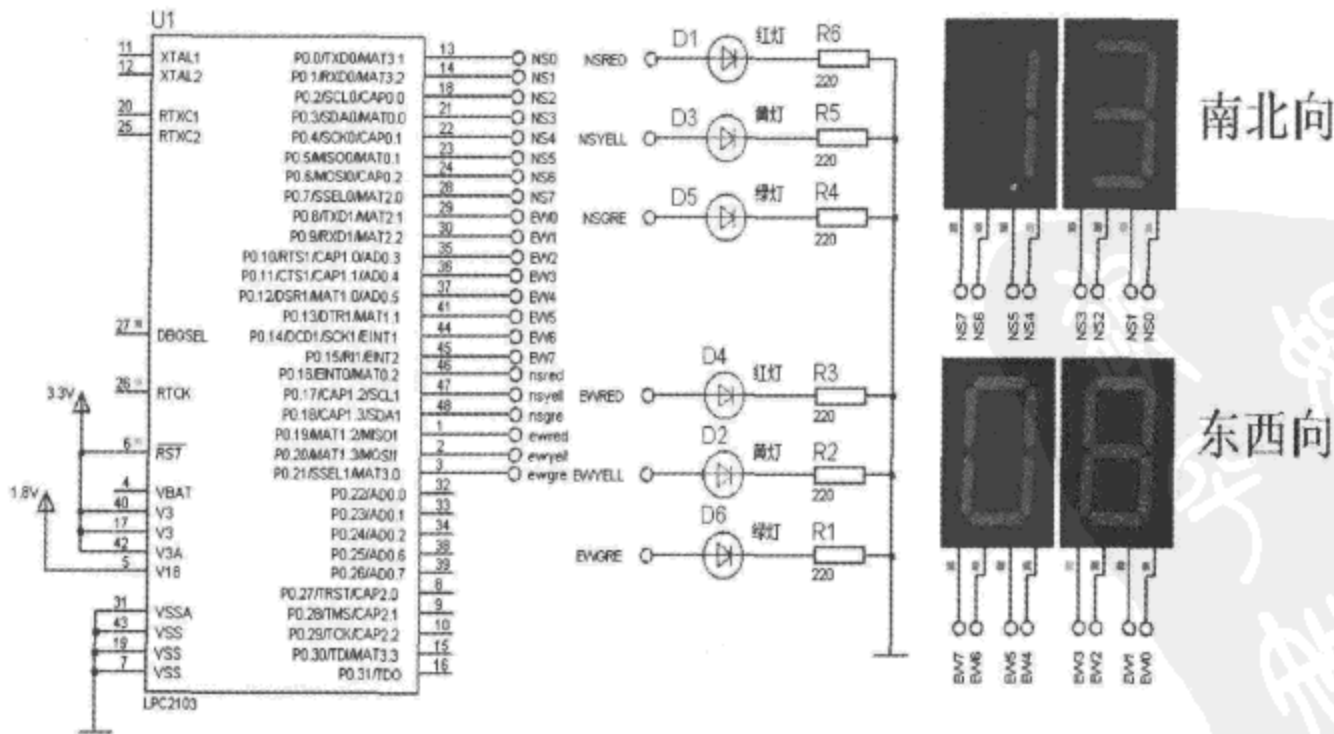 U1
11 XTAL1
12 XTAL2
20 RTXC1
25 RTXC2
27 DBGSEL
26 RTCK
3.3V
6 RST
1.8V
4 VBAT
40 V3
17 V3
42 V3A
5 V18
31 VSSA
43 VSS
19 VSS
7 VSS
LPC2103
P0.0/TXD0/MAT3.1 13 NS0
P0.1/RXD0/MAT3.2 14 NS1
P0.2/SCL0/CAP0.0 18 NS2
P0.3/SDA0/MAT0.0 21 NS3
P0.4/SCK0/CAP0.1 22 NS4
P0.5/MISO0/MAT0.1 23 NS5
P0.6/MOSI0/CAP0.2 24 NS6
P0.7/SSEL0/MAT2.0 28 NS7
P0.8/TXD1/MAT2.1 29 EW0
P0.9/RXD1/MAT2.2 30 EW1
P0.10/RTS1/CAP1.0/AD0.3 35 EW2
P0.11/CTS1/CAP1.1/AD0.4 36 EW3
P0.12/DSR1/MAT1.0/AD0.5 37 EW4
P0.13/DTR1/MAT1.1 41 EW5
P0.14/DCD1/SCK1/EINT1 44 EW6
P0.15/RI1/EINT2 45 EW7
P0.16/EINT0/MAT0.2 46 nsred
P0.17/CAP1.2/SCL1 47 nsyell
P0.18/CAP1.3/SDA1 48 nsgre
P0.19/MAT1.2/MISO1 1 ewred
P0.20/MAT1.3/MOSI1 2 ewyell
P0.21/SSEL1/MAT3.0 3 ewgre
P0.22/AD0.0 32
P0.23/AD0.1 33
P0.24/AD0.2 34
P0.25/AD0.6 38
P0.26/AD0.7 39
P0.27/TRST/CAP2.0 8
P0.28/TMS/CAP2.1 9
P0.29/TCK/CAP2.2 10
P0.30/TDI/MAT3.3 15
P0.31/TDO 16
NSRED D1 红灯 R6
220
NSYELL D3 黄灯 R5
220
NSGRE D5 绿灯 R4
220
EWRED D4 红灯 R3
220
EWYELL D2 黄灯 R2
220
EWGRE D6 绿灯 R1
220
13
南北向
NS7 NS6 NS5 NS4 NS3 NS2 NS1 NS0
08
东西向
EW7 EW6 EW5 EW4 EW3 EW2 EW1 EW0